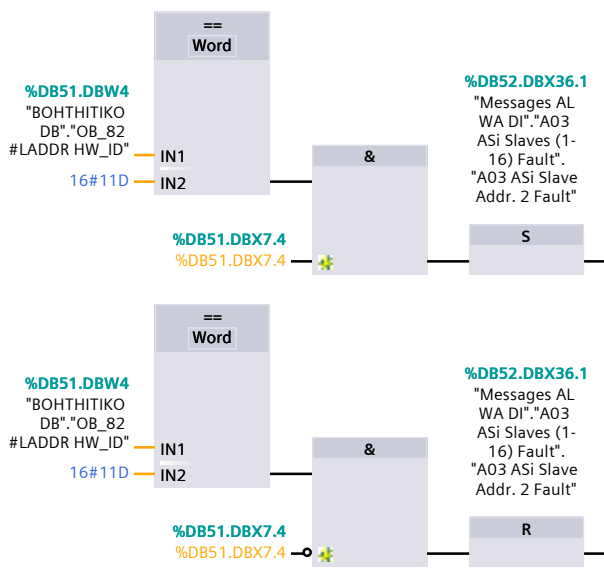 ==
Word
%DB51.DBW4
"BOHTHITIKO
DB"."OB_82
#LADDR HW_ID"
IN1
16#11D
IN2
&
%DB51.DBX7.4
%DB51.DBX7.4
%DB52.DBX36.1
"Messages AL
WA DI"."A03
ASi Slaves (1-
16) Fault".
"A03 ASi Slave
Addr. 2 Fault"
S
==
Word
%DB51.DBW4
"BOHTHITIKO
DB"."OB_82
#LADDR HW_ID"
IN1
16#11D
IN2
&
%DB51.DBX7.4
%DB51.DBX7.4
%DB52.DBX36.1
"Messages AL
WA DI"."A03
ASi Slaves (1-
16) Fault".
"A03 ASi Slave
Addr. 2 Fault"
R